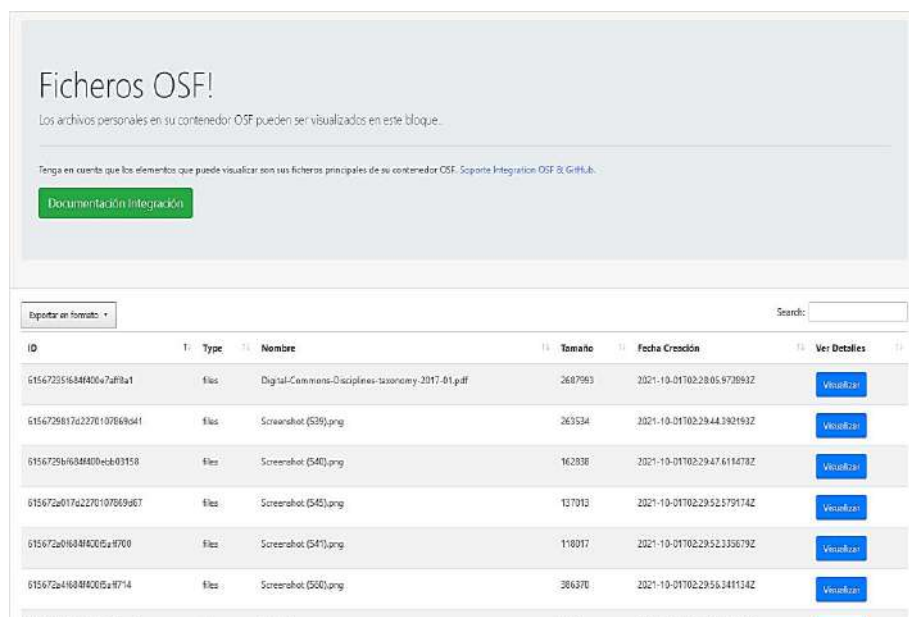 Ficheros OSF!
Los archivos personales en su contenedor OSF pueden ser visualizados en este bloque.
Tenga en cuenta que los elementos que puede visualizar son sus ficheros principales de su contenedor OSF. Soporte Integration OSF & GitHub.
Documentación Integración
Exportar en formato
Search:
ID Type Nombre Tamaño Fecha Creación Ver Detalles
files Digital-Commons-Disciplines-taxonomy-2017-01.pdf 2687993 2021-10-01T02:28:05.972893Z Visualizar
6156729817d2270107869d41 files Screenshot (539).png 263534 2021-10-01T02:29:44.392193Z Visualizar
6156729bf684f400ebb03158 files Screenshot (540).png 162838 2021-10-01T02:29:47.611478Z Visualizar
615672a017d2270107869d67 files Screenshot (545).png 137013 2021-10-01T02:29:52.579174Z Visualizar
615672a0f684f400f5aff700 files Screenshot (541).png 118017 2021-10-01T02:29:52.335679Z Visualizar
615672a4f684f400f5aff714 files Screenshot (560).png 386370 2021-10-01T02:29:56.341134Z Visualizar